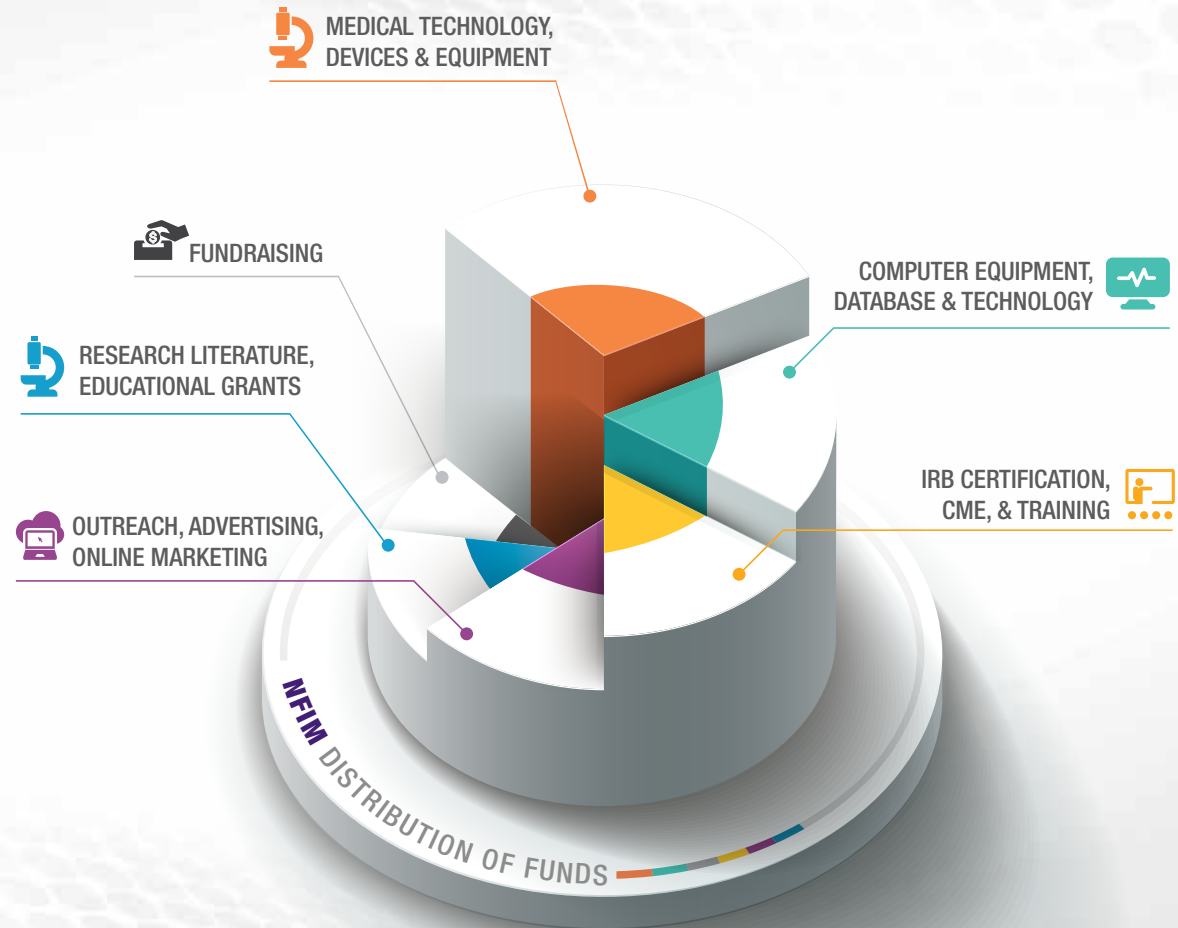 MEDICAL TECHNOLOGY,
DEVICES & EQUIPMENT
FUNDRAISING
COMPUTER EQUIPMENT,
DATABASE & TECHNOLOGY
RESEARCH LITERATURE,
EDUCATIONAL GRANTS
IRB CERTIFICATION,
CME, & TRAINING
OUTREACH, ADVERTISING,
ONLINE MARKETING
NFIM DISTRIBUTION OF FUNDS
$